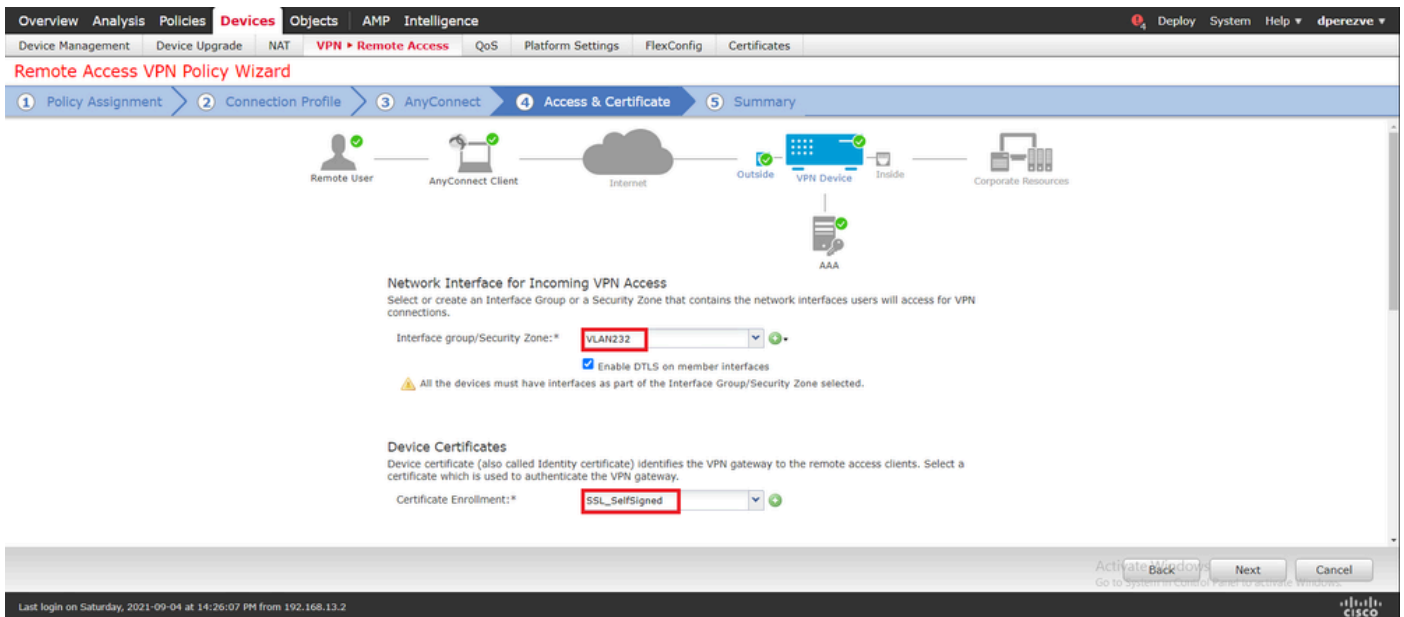 Overview Analysis Policies Devices Objects AMP Intelligence 4 Deploy System Help dperezve
Device Management Device Upgrade NAT VPN ▸ Remote Access QoS Platform Settings FlexConfig Certificates
Remote Access VPN Policy Wizard
1 Policy Assignment 2 Connection Profile 3 AnyConnect 4 Access & Certificate 5 Summary
Remote User AnyConnect Client Internet Outside VPN Device Inside Corporate Resources
AAA
Network Interface for Incoming VPN Access
Select or create an Interface Group or a Security Zone that contains the network interfaces users will access for VPN
connections.
Interface group/Security Zone:* VLAN232
Enable DTLS on member interfaces
All the devices must have interfaces as part of the Interface Group/Security Zone selected.
Device Certificates
Device certificate (also called Identity certificate) identifies the VPN gateway to the remote access clients. Select a
certificate which is used to authenticate the VPN gateway.
Certificate Enrollment:* SSL_SelfSigned
Activate Windows
Back Next Cancel
Go to System in Control Panel to activate Windows.
Last login on Saturday, 2021-09-04 at 14:26:07 PM from 192.168.13.2
CISCO